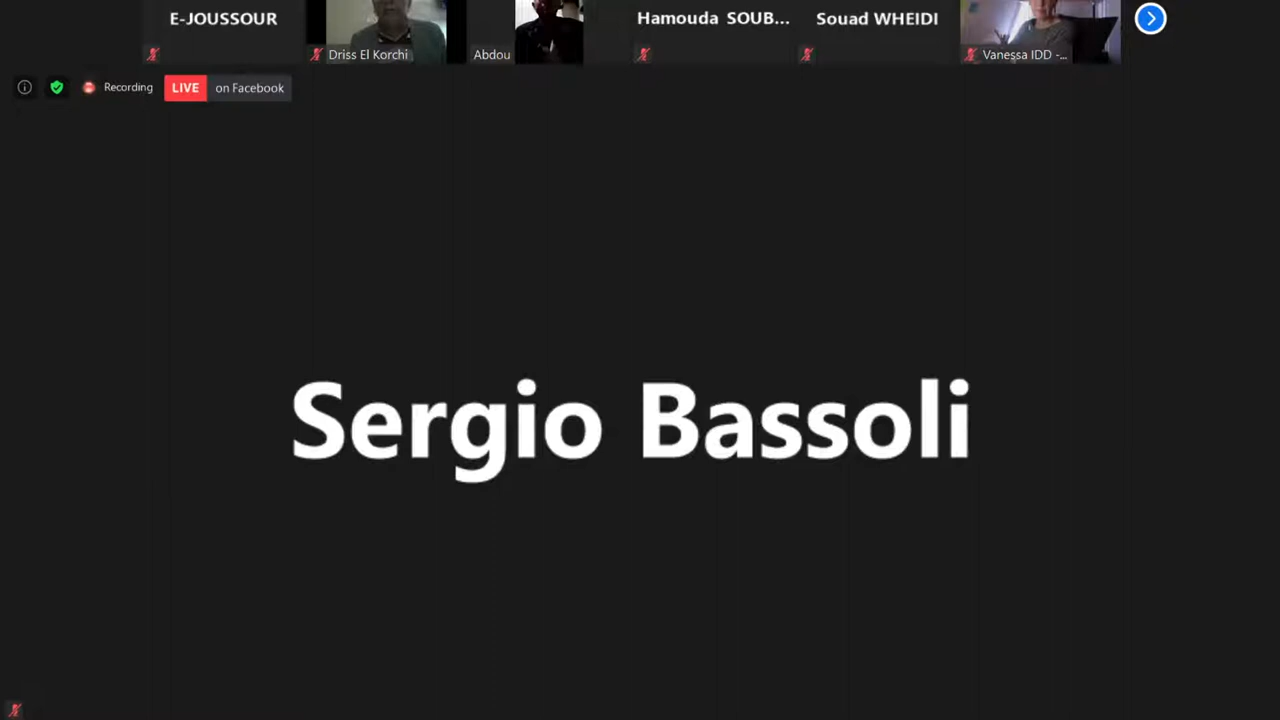 E-JOUSSOUR
Driss El Korchi
Abdou
Hamouda SOUB...
Souad WHEIDI
Vanessa IDD -...
Recording
LIVE on Facebook
Sergio Bassoli